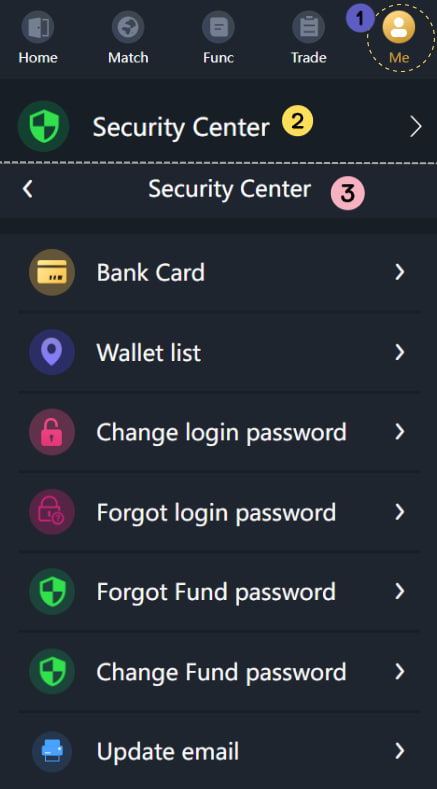 1
Home
Match
Func
Trade
Me
Security Center 2
Security Center 3
Bank Card
Wallet list
Change login password
Forgot login password
Forgot Fund password
Change Fund password
Update email